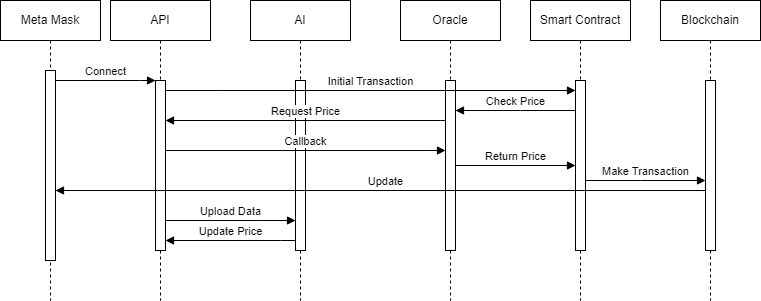 Meta Mask
API
AI
Oracle
Smart Contract
Blockchain
Connect
Initial Transaction
Check Price
Request Price
Callback
Return Price
Make Transaction
Update
Upload Data
Update Price